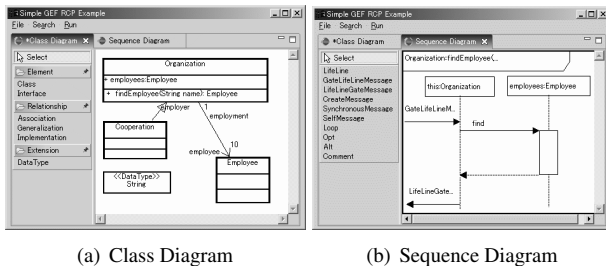 Simple GEF RCP Example
File Search Run
*Class Diagram
Sequence Diagram
Select
Element
Class
Interface
Relationship
Association
Generalization
Implementation
Extension
DataType
Organization
+ employees:Employee
+ findEmployee(String name): Employee
employer
1
employment
Cooperation
10
employee
Employee
<<DataType>>
String
(a) Class Diagram
Simple GEF RCP Example
File Search Run
*Class Diagram
Sequence Diagram
Select
LifeLine
GateLifeLineMessage
LifeLineGateMessage
CreateMessage
SynchronousMessage
SelfMessage
Loop
Opt
Alt
Comment
Organization:findEmployee(...
this:Organization
employees:Employee
GateLifeLineM...
find
LifeLineGate...
(b) Sequence Diagram